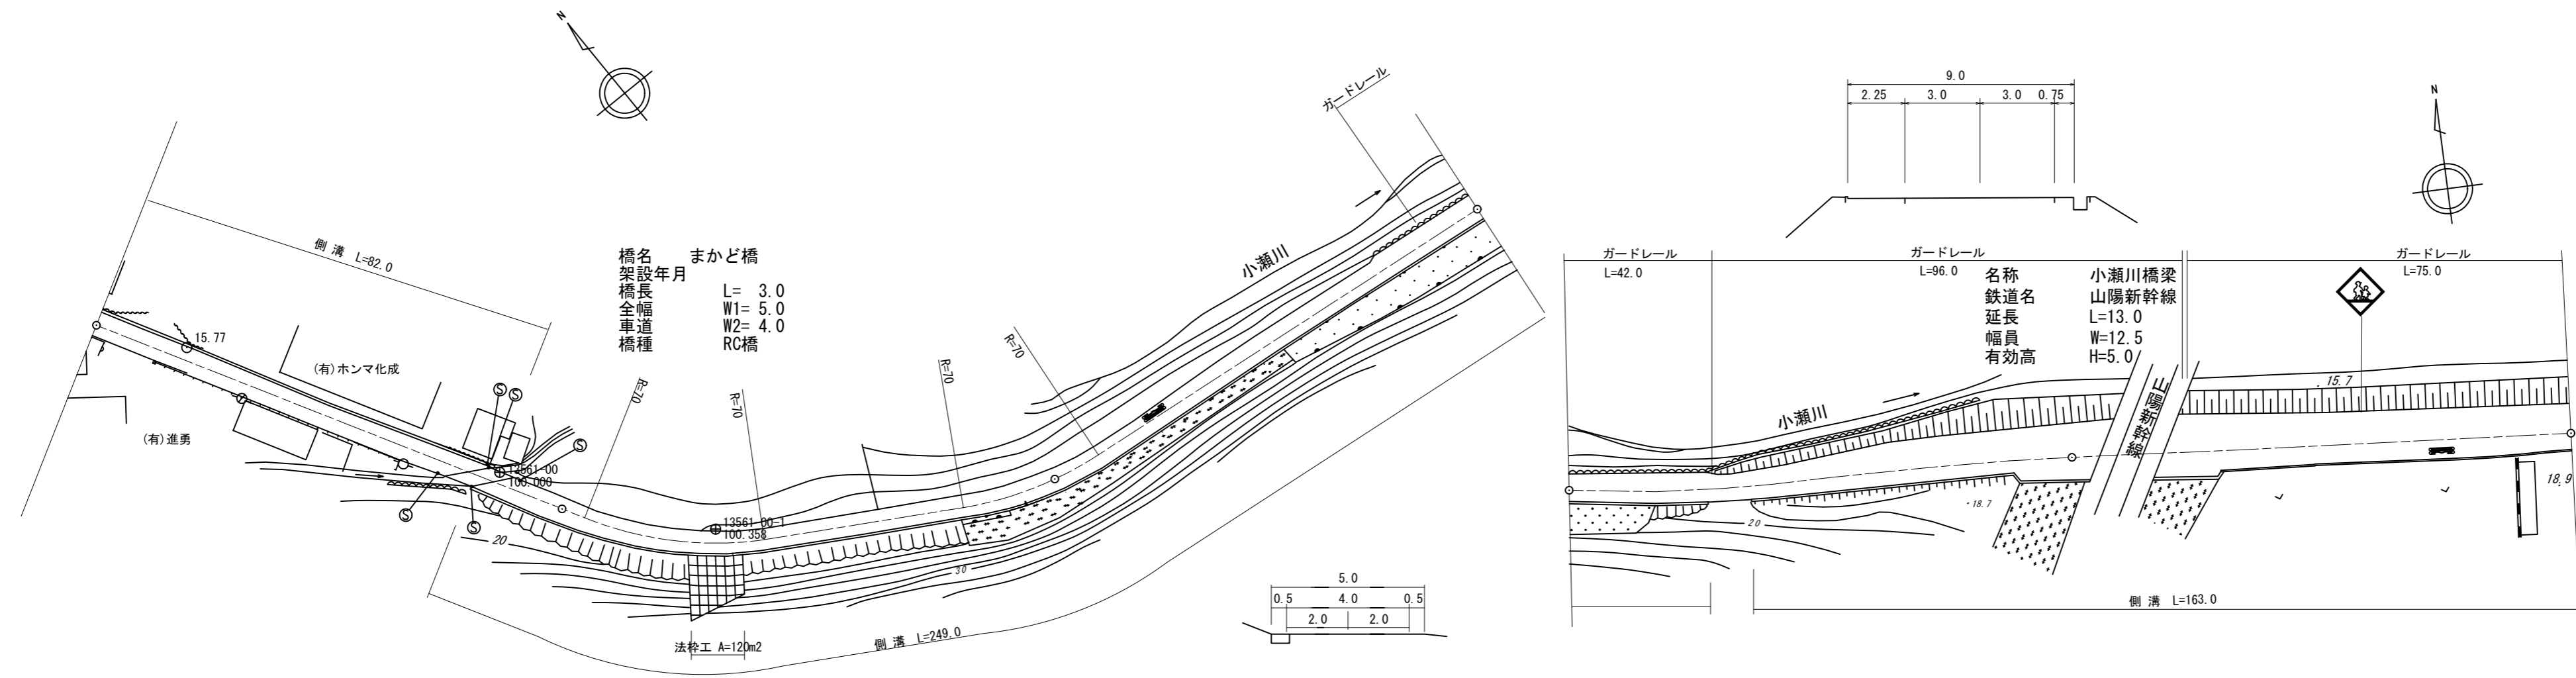 N
ガードレール
側 溝 L=82.0
橋名 まかど橋
架設年月
橋長 L= 3.0
全幅 W1= 5.0
車道 W2= 4.0
橋種 RC橋
小瀬川
15.77
(有)ホンマ化成
(有)進勇
S
S
S
S
S
13561-00
100.000
R=70
R=70
R=70
R=70
13561-00-1
100.358
20
30
法枠工 A=120m2
側 溝 L=249.0
5.0
0.5 4.0 0.5
2.0 2.0
9.0
2.25 3.0 3.0 0.75
N
ガードレール
L=42.0
ガードレール
L=96.0
ガードレール
L=75.0
名称 小瀬川橋梁
鉄道名 山陽新幹線
延長 L=13.0
幅員 W=12.5
有効高 H=5.0
小瀬川
山陽新幹線
15.7
18.7
20
18.9
側 溝 L=163.0